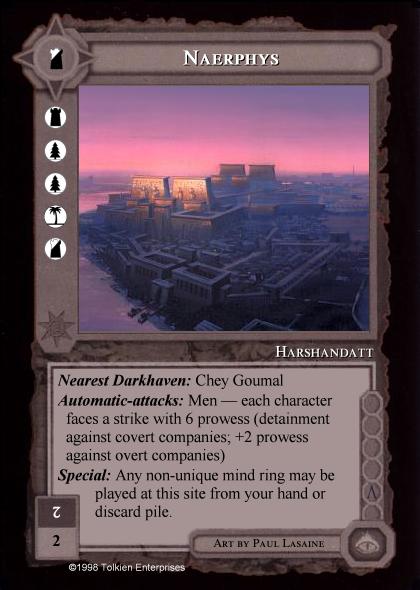 NAERPHYS
HARSHANDATT
Nearest Darkhaven: Chey Goumal
Automatic-attacks: Men — each character
faces a strike with 6 prowess (detainment
against covert companies; +2 prowess
against overt companies)
Special: Any non-unique mind ring may be
played at this site from your hand or
discard pile.
2
ART BY PAUL LASAINE
©1998 Tolkien Enterprises